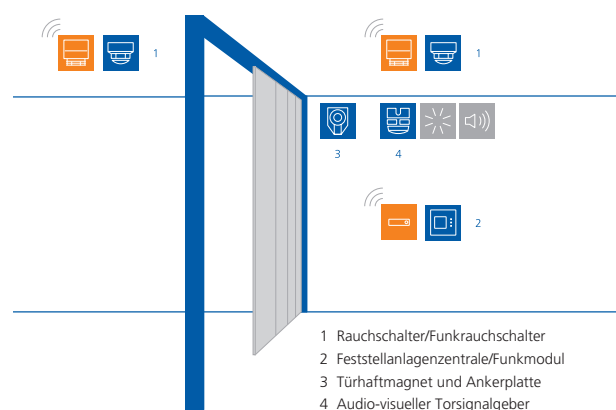 1
1
3
4
2
1 Rauchschalter/Funkrauchschalter
2 Feststellanlagenzentrale/Funkmodul
3 Türhaftmagnet und Ankerplatte
4 Audio-visueller Torsignalgeber